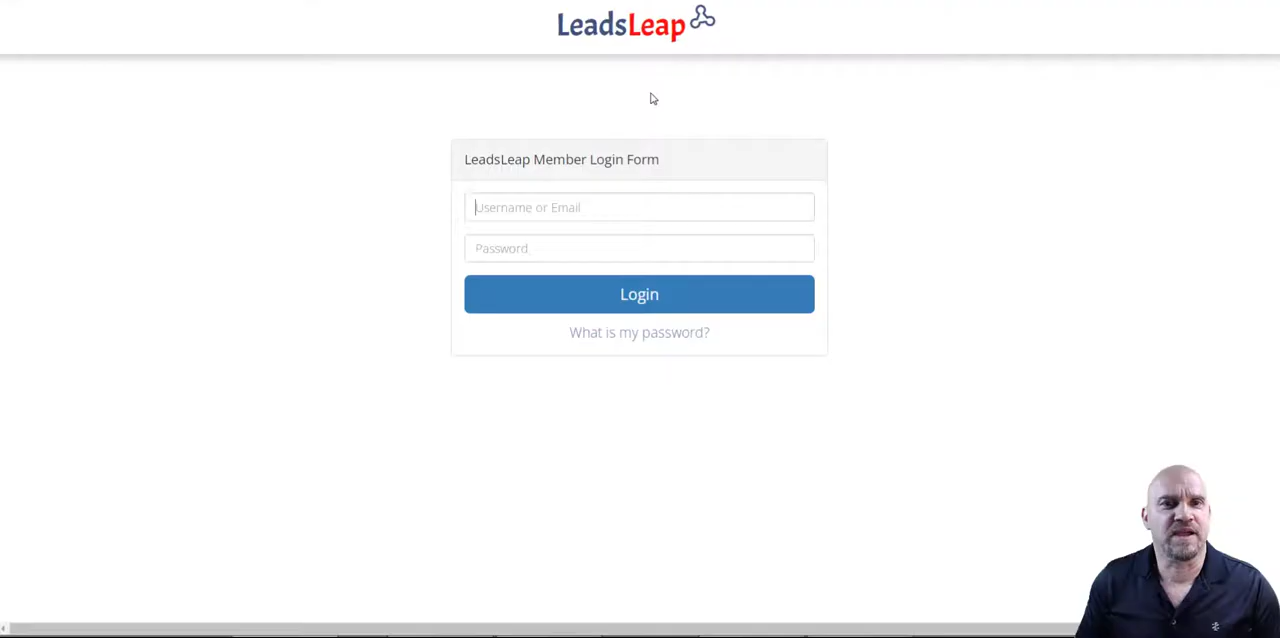 LeadsLeap
LeadsLeap Member Login Form
Username or Email
Password
Login
What is my password?